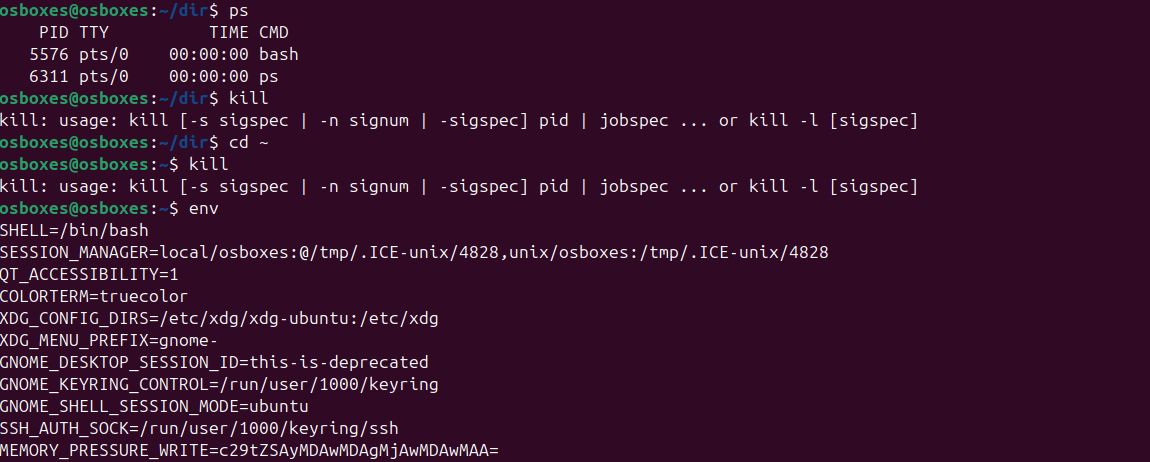 osboxes@osboxes:~/dir$ ps
    PID TTY          TIME CMD
   5576 pts/0    00:00:00 bash
   6311 pts/0    00:00:00 ps
osboxes@osboxes:~/dir$ kill
kill: usage: kill [-s sigspec | -n signum | -sigspec] pid | jobspec ... or kill -l [sigspec]
osboxes@osboxes:~/dir$ cd ~
osboxes@osboxes:~$ kill
kill: usage: kill [-s sigspec | -n signum | -sigspec] pid | jobspec ... or kill -l [sigspec]
osboxes@osboxes:~$ env
SHELL=/bin/bash
SESSION_MANAGER=local/osboxes:@/tmp/.ICE-unix/4828,unix/osboxes:/tmp/.ICE-unix/4828
QT_ACCESSIBILITY=1
COLORTERM=truecolor
XDG_CONFIG_DIRS=/etc/xdg/xdg-ubuntu:/etc/xdg
XDG_MENU_PREFIX=gnome-
GNOME_DESKTOP_SESSION_ID=this-is-deprecated
GNOME_KEYRING_CONTROL=/run/user/1000/keyring
GNOME_SHELL_SESSION_MODE=ubuntu
SSH_AUTH_SOCK=/run/user/1000/keyring/ssh
MEMORY_PRESSURE_WRITE=c29tZSAyMDAwMDAgMjAwMDAwMAA=